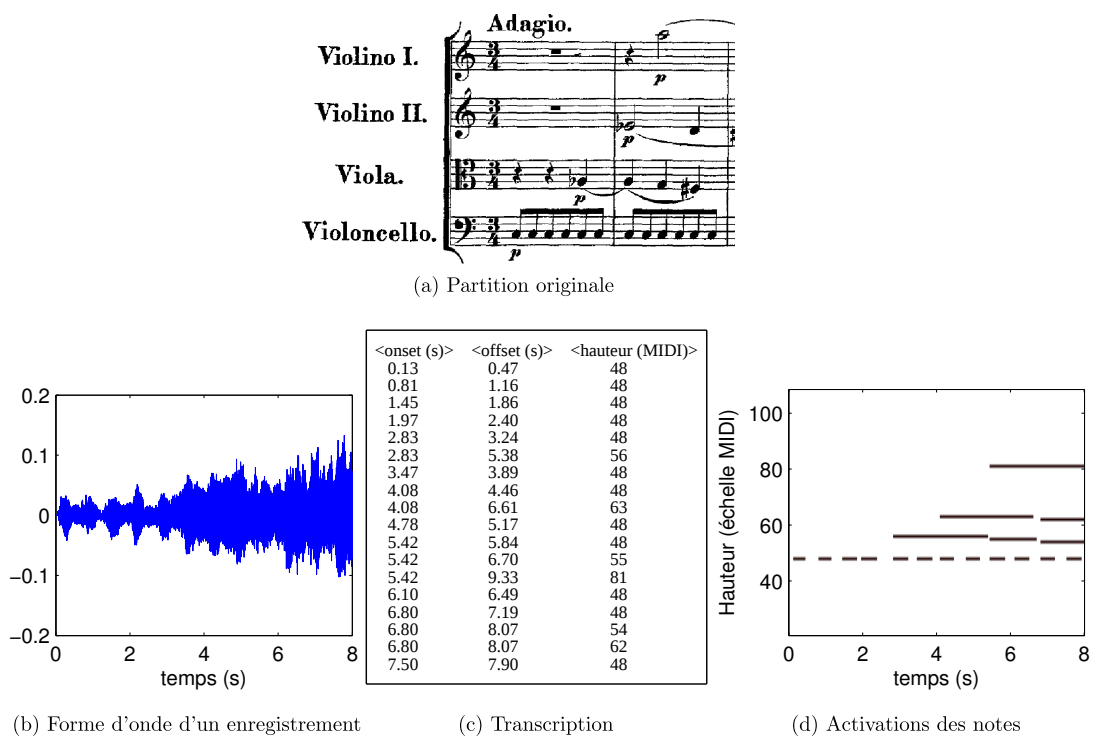 Adagio.
Violino I.
p
Violino II.
p
Viola.
p
Violoncello.
p
(a) Partition originale
0.2
0.1
0
−0.1
−0.2
0 2 4 6 8
temps (s)
(b) Forme d'onde d'un enregistrement
<onset (s)> <offset (s)> <hauteur (MIDI)>
0.13 0.47 48
0.81 1.16 48
1.45 1.86 48
1.97 2.40 48
2.83 3.24 48
2.83 5.38 56
3.47 3.89 48
4.08 4.46 48
4.08 6.61 63
4.78 5.17 48
5.42 5.84 48
5.42 6.70 55
5.42 9.33 81
6.10 6.49 48
6.80 7.19 48
6.80 8.07 54
6.80 8.07 62
7.50 7.90 48
(c) Transcription
Hauteur (échelle MIDI)
100
80
60
40
0 2 4 6 8
temps (s)
(d) Activations des notes